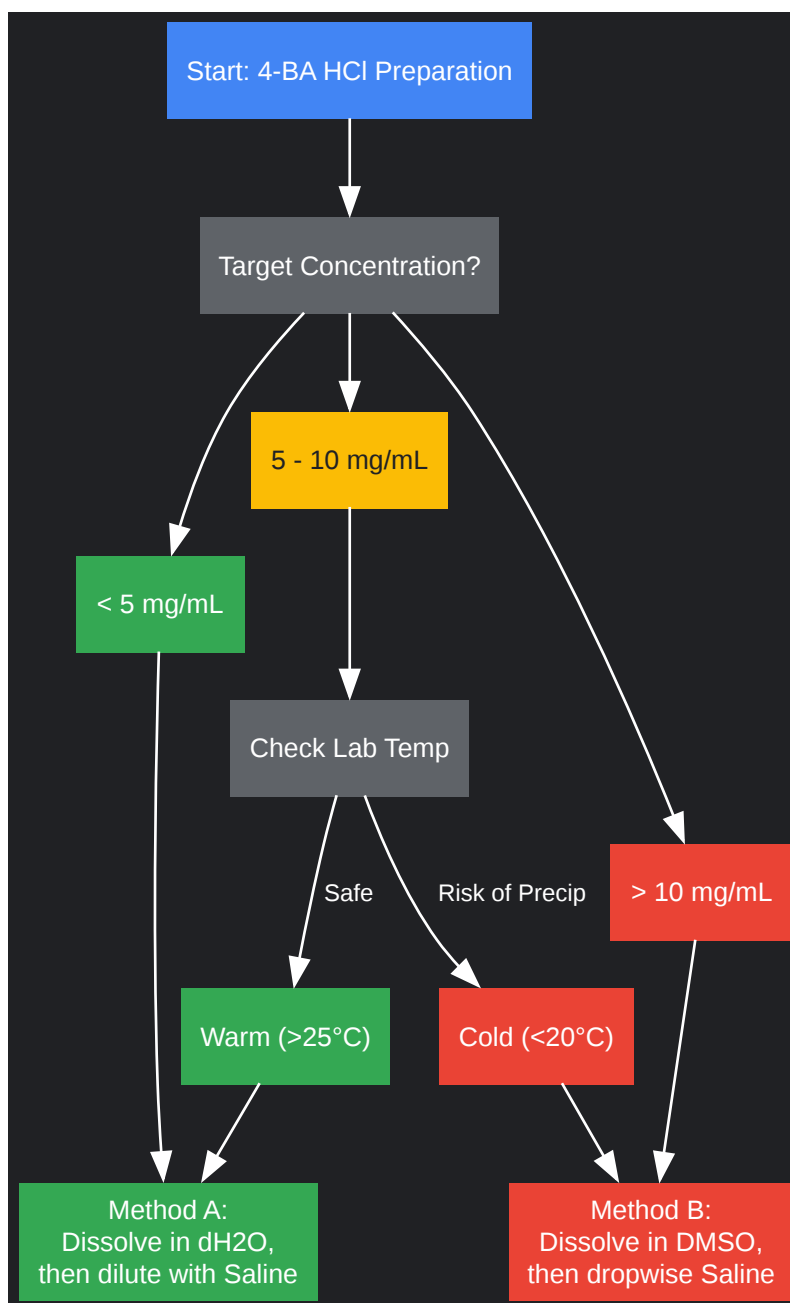 Start: 4-BA HCl Preparation
Target Concentration?
5 - 10 mg/mL
< 5 mg/mL
Check Lab Temp
Safe
Risk of Precip
> 10 mg/mL
Warm (>25°C)
Cold (<20°C)
Method A:
Dissolve in dH2O,
then dilute with Saline
Method B:
Dissolve in DMSO,
then dropwise Saline